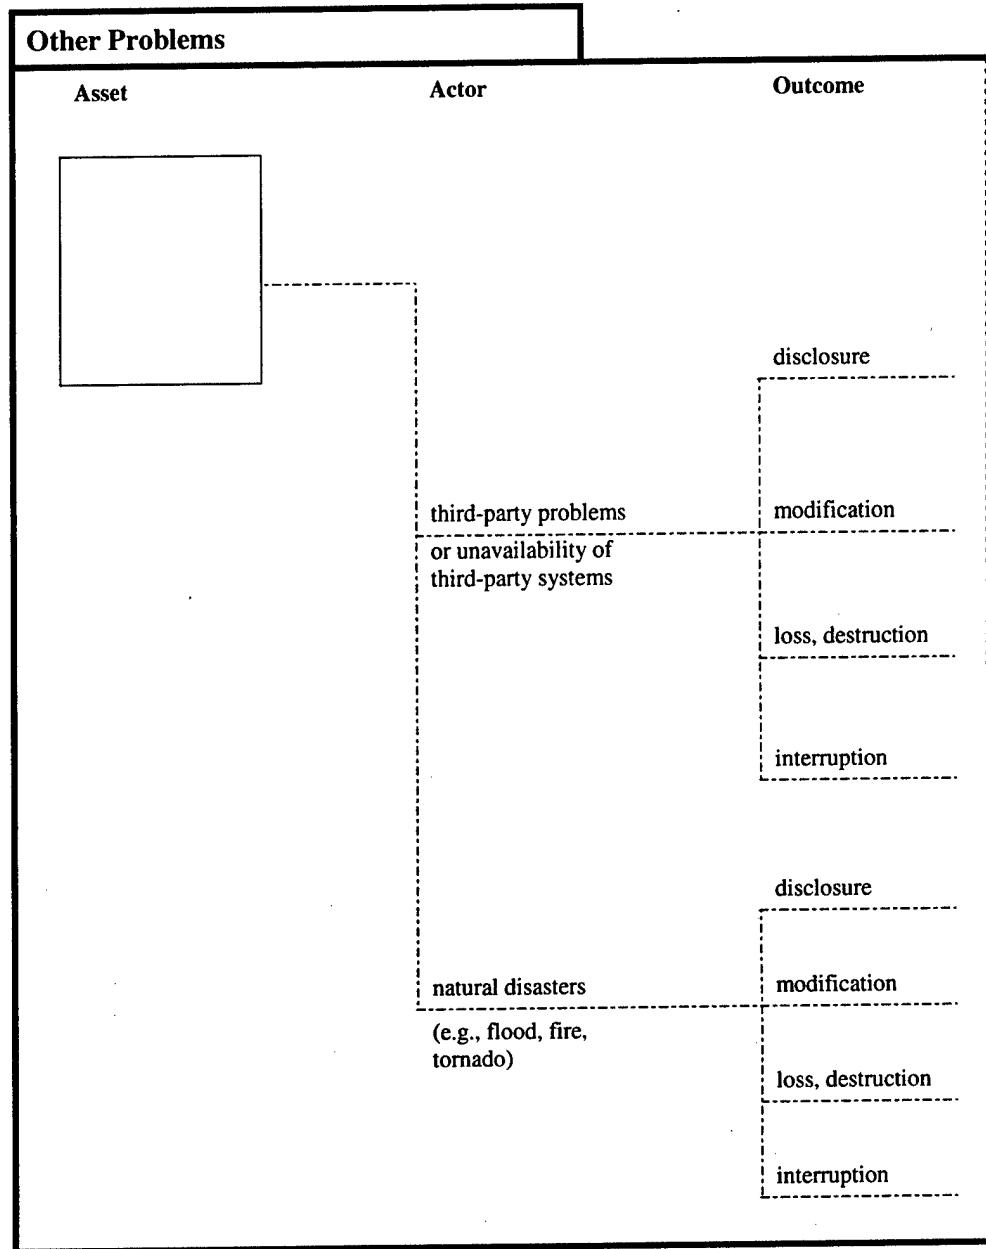 Other Problems
Asset Actor Outcome
disclosure
third-party problems modification
or unavailability of
third-party systems
loss, destruction
interruption
disclosure
natural disasters modification
(e.g., flood, fire,
tornado)
loss, destruction
interruption